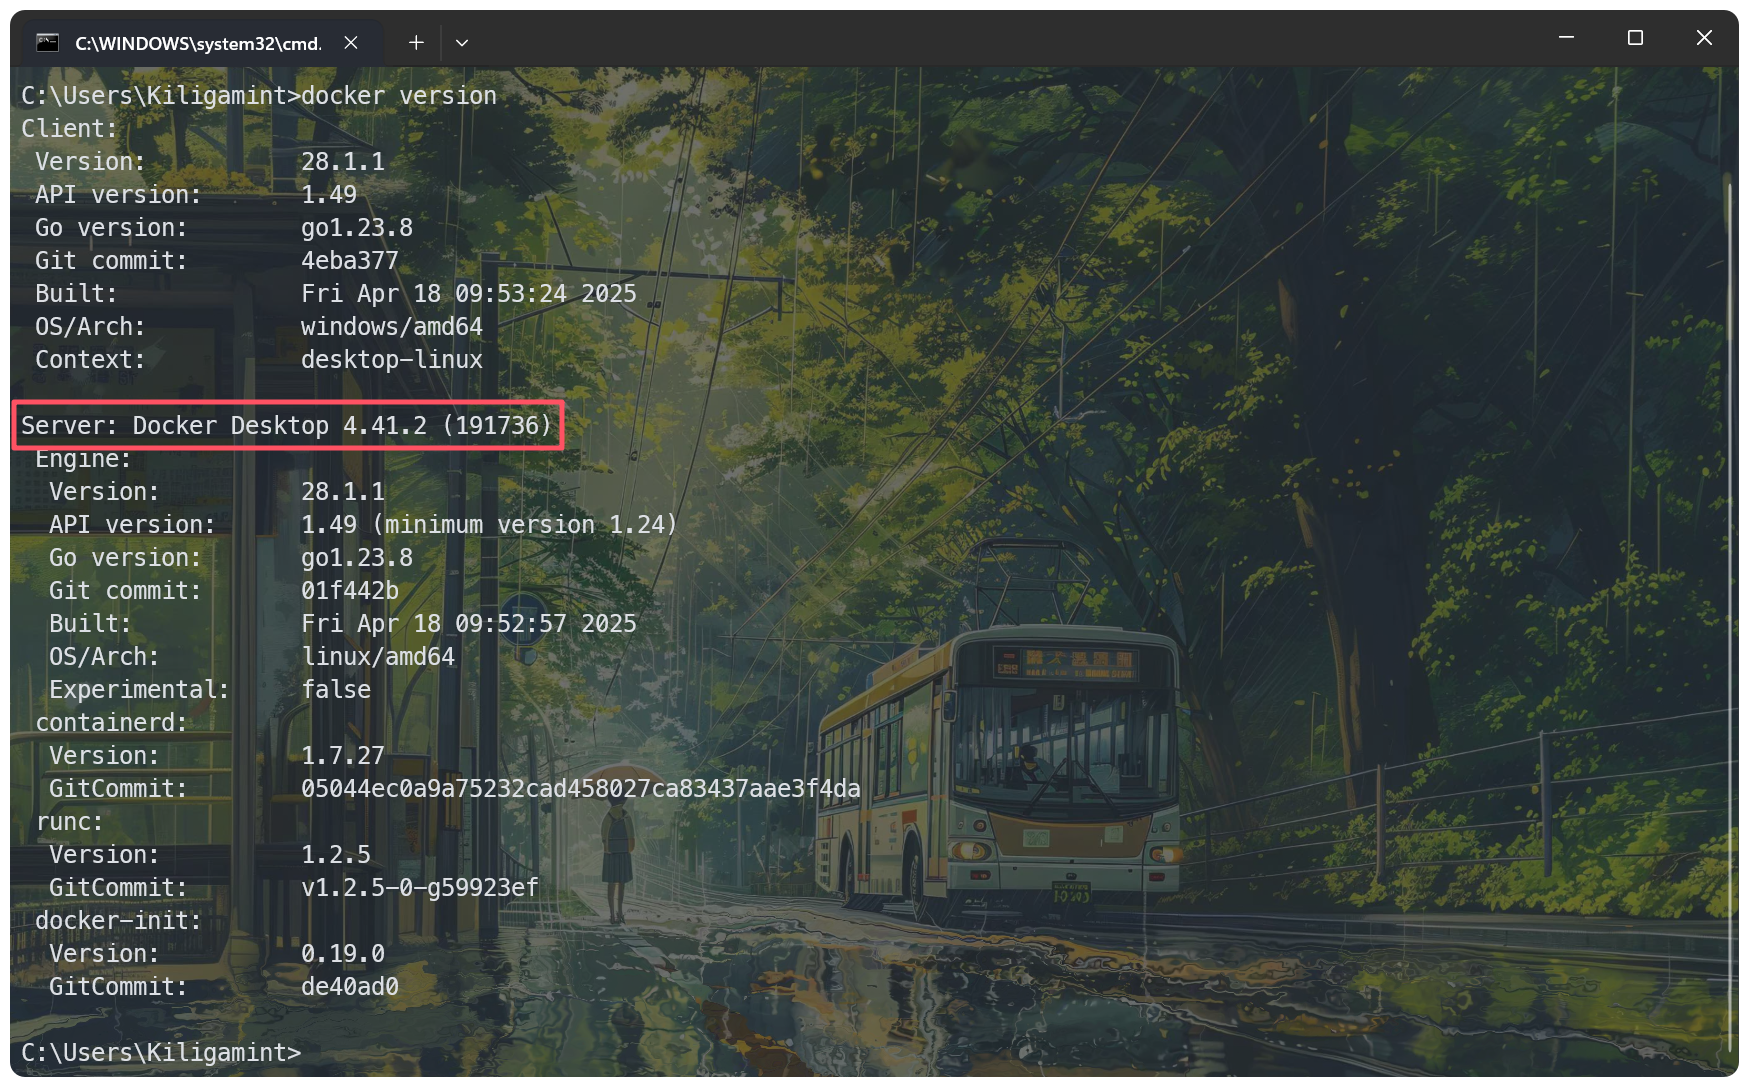 C:\WINDOWS\system32\cmd.
C:\Users\Kiligamint>docker version
Client:
 Version:           28.1.1
 API version:       1.49
 Go version:        go1.23.8
 Git commit:        4eba377
 Built:             Fri Apr 18 09:53:24 2025
 OS/Arch:           windows/amd64
 Context:           desktop-linux

Server: Docker Desktop 4.41.2 (191736)
 Engine:
  Version:          28.1.1
  API version:      1.49 (minimum version 1.24)
  Go version:       go1.23.8
  Git commit:       01f442b
  Built:            Fri Apr 18 09:52:57 2025
  OS/Arch:          linux/amd64
  Experimental:     false
 containerd:
  Version:          1.7.27
  GitCommit:        05044ec0a9a75232cad458027ca83437aae3f4da
 runc:
  Version:          1.2.5
  GitCommit:        v1.2.5-0-g59923ef
 docker-init:
  Version:          0.19.0
  GitCommit:        de40ad0

C:\Users\Kiligamint>